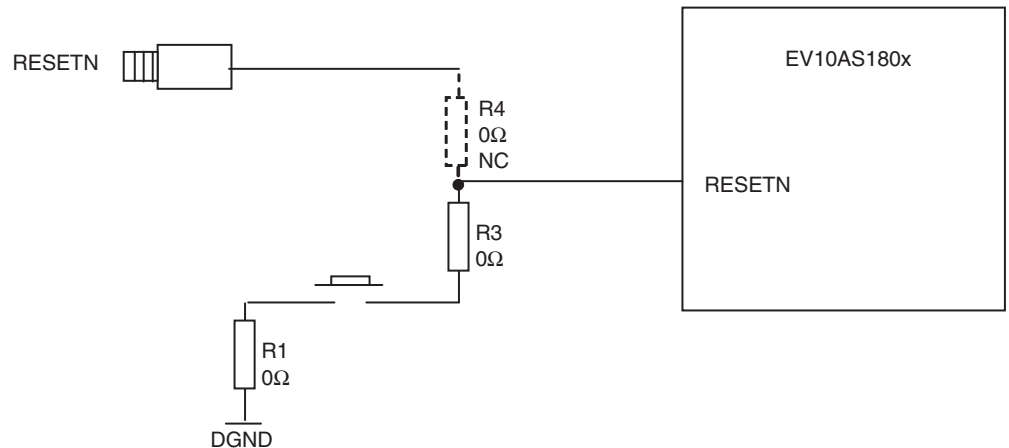 EV10AS180x
RESETN
R4
0Ω
NC
RESETN
R3
0Ω
R1
0Ω
DGND